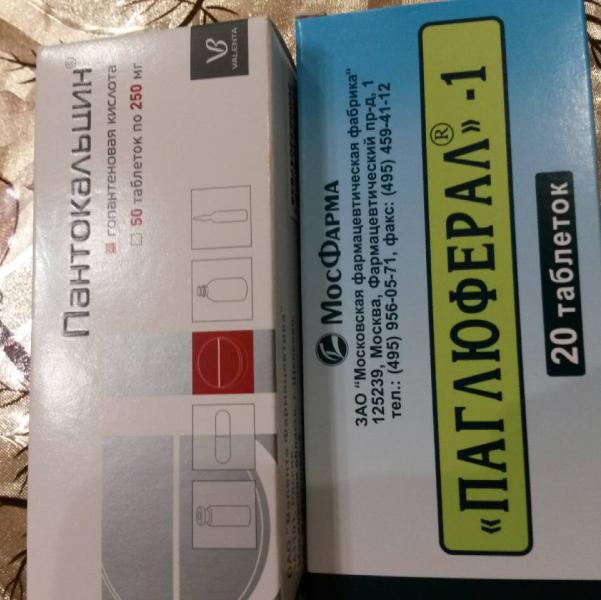 Пантокальцин®
гопантеновая кислота
50 таблеток по 250 мг
VALENTA
МосФарма
ЗАО "Московская фармацевтическая фабрика"
125239, Москва, Фармацевтический пр-д, 1
тел.: (495) 956-05-71, факс: (495) 459-41-12
«ПАГЛЮФЕРАЛ®»-1
20 таблеток